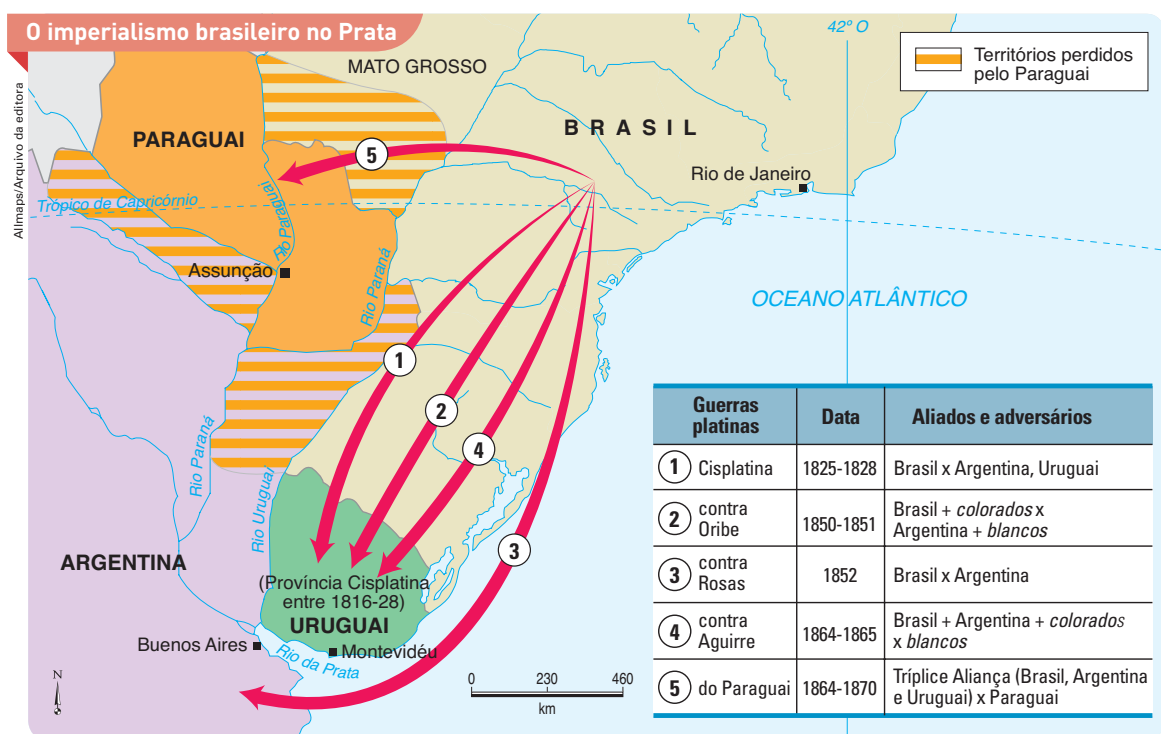 O imperialismo brasileiro no Prata
Allmaps/Arquivo da editora
42º O
Territórios perdidos
pelo Paraguai
MATO GROSSO
BRASIL
PARAGUAI
5
Rio de Janeiro
Trópico de Capricórnio
Rio Paraguai
Assunção
Rio Paraná
OCEANO ATLÂNTICO
1
2
4
3
Rio Paraná
Rio Uruguai
ARGENTINA
(Província Cisplatina
entre 1816-28)
URUGUAI
Buenos Aires
Montevidéu
Rio da Prata
N
0 230 460
km
Guerras
platinas
Data
Aliados e adversários
1 Cisplatina 1825-1828 Brasil x Argentina, Uruguai
2 contra
Oribe
1850-1851
Brasil + colorados x
Argentina + blancos
3 contra
Rosas
1852
Brasil x Argentina
4 contra
Aguirre
1864-1865
Brasil + Argentina + colorados
x blancos
5 do Paraguai
1864-1870
Tríplice Aliança (Brasil, Argentina
e Uruguai) x Paraguai